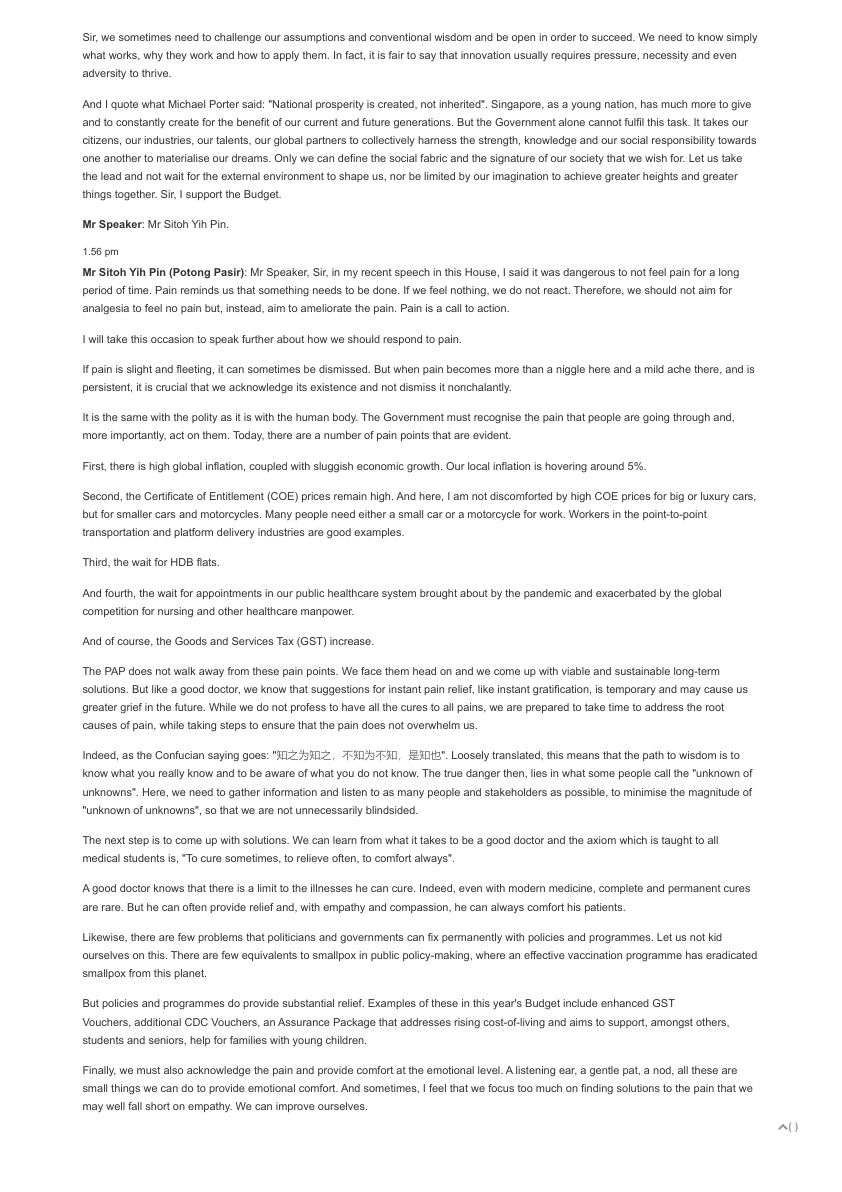 Sir, we sometimes need to challenge our assumptions and conventional wisdom and be open in order to succeed. We need to know simply
what works, why they work and how to apply them. In fact, it is fair to say that innovation usually requires pressure, necessity and even
adversity to thrive.
And I quote what Michael Porter said: "National prosperity is created, not inherited". Singapore, as a young nation, has much more to give
and to constantly create for the benefit of our current and future generations. But the Government alone cannot fulfil this task. It takes our
citizens, our industries, our talents, our global partners to collectively harness the strength, knowledge and our social responsibility towards
one another to materialise our dreams. Only we can define the social fabric and the signature of our society that we wish for. Let us take
the lead and not wait for the external environment to shape us, nor be limited by our imagination to achieve greater heights and greater
things together. Sir, I support the Budget.
Mr Speaker: Mr Sitoh Yih Pin.
1.56 pm
Mr Sitoh Yih Pin (Potong Pasir): Mr Speaker, Sir, in my recent speech in this House, I said it was dangerous to not feel pain for a long
period of time. Pain reminds us that something needs to be done. If we feel nothing, we do not react. Therefore, we should not aim for
analgesia to feel no pain but, instead, aim to ameliorate the pain. Pain is a call to action.
I will take this occasion to speak further about how we should respond to pain.
If pain is slight and fleeting, it can sometimes be dismissed. But when pain becomes more than a niggle here and a mild ache there, and is
persistent, it is crucial that we acknowledge its existence and not dismiss it nonchalantly.
It is the same with the polity as it is with the human body. The Government must recognise the pain that people are going through and,
more importantly, act on them. Today, there are a number of pain points that are evident.
First, there is high global inflation, coupled with sluggish economic growth. Our local inflation is hovering around 5%.
Second, the Certificate of Entitlement (COE) prices remain high. And here, I am not discomforted by high COE prices for big or luxury cars,
but for smaller cars and motorcycles. Many people need either a small car or a motorcycle for work. Workers in the point-to-point
transportation and platform delivery industries are good examples.
Third, the wait for HDB flats.
And fourth, the wait for appointments in our public healthcare system brought about by the pandemic and exacerbated by the global
competition for nursing and other healthcare manpower.
And of course, the Goods and Services Tax (GST) increase.
The PAP does not walk away from these pain points. We face them head on and we come up with viable and sustainable long-term
solutions. But like a good doctor, we know that suggestions for instant pain relief, like instant gratification, is temporary and may cause us
greater grief in the future. While we do not profess to have all the cures to all pains, we are prepared to take time to address the root
causes of pain, while taking steps to ensure that the pain does not overwhelm us.
Indeed, as the Confucian saying goes: "知之为知之，不知为不知，是知也". Loosely translated, this means that the path to wisdom is to
know what you really know and to be aware of what you do not know. The true danger then, lies in what some people call the "unknown of
unknowns". Here, we need to gather information and listen to as many people and stakeholders as possible, to minimise the magnitude of
"unknown of unknowns", so that we are not unnecessarily blindsided.
The next step is to come up with solutions. We can learn from what it takes to be a good doctor and the axiom which is taught to all
medical students is, "To cure sometimes, to relieve often, to comfort always".
A good doctor knows that there is a limit to the illnesses he can cure. Indeed, even with modern medicine, complete and permanent cures
are rare. But he can often provide relief and, with empathy and compassion, he can always comfort his patients.
Likewise, there are few problems that politicians and governments can fix permanently with policies and programmes. Let us not kid
ourselves on this. There are few equivalents to smallpox in public policy-making, where an effective vaccination programme has eradicated
smallpox from this planet.
But policies and programmes do provide substantial relief. Examples of these in this year's Budget include enhanced GST
Vouchers, additional CDC Vouchers, an Assurance Package that addresses rising cost-of-living and aims to support, amongst others,
students and seniors, help for families with young children.
Finally, we must also acknowledge the pain and provide comfort at the emotional level. A listening ear, a gentle pat, a nod, all these are
small things we can do to provide emotional comfort. And sometimes, I feel that we focus too much on finding solutions to the pain that we
may well fall short on empathy. We can improve ourselves.
( )